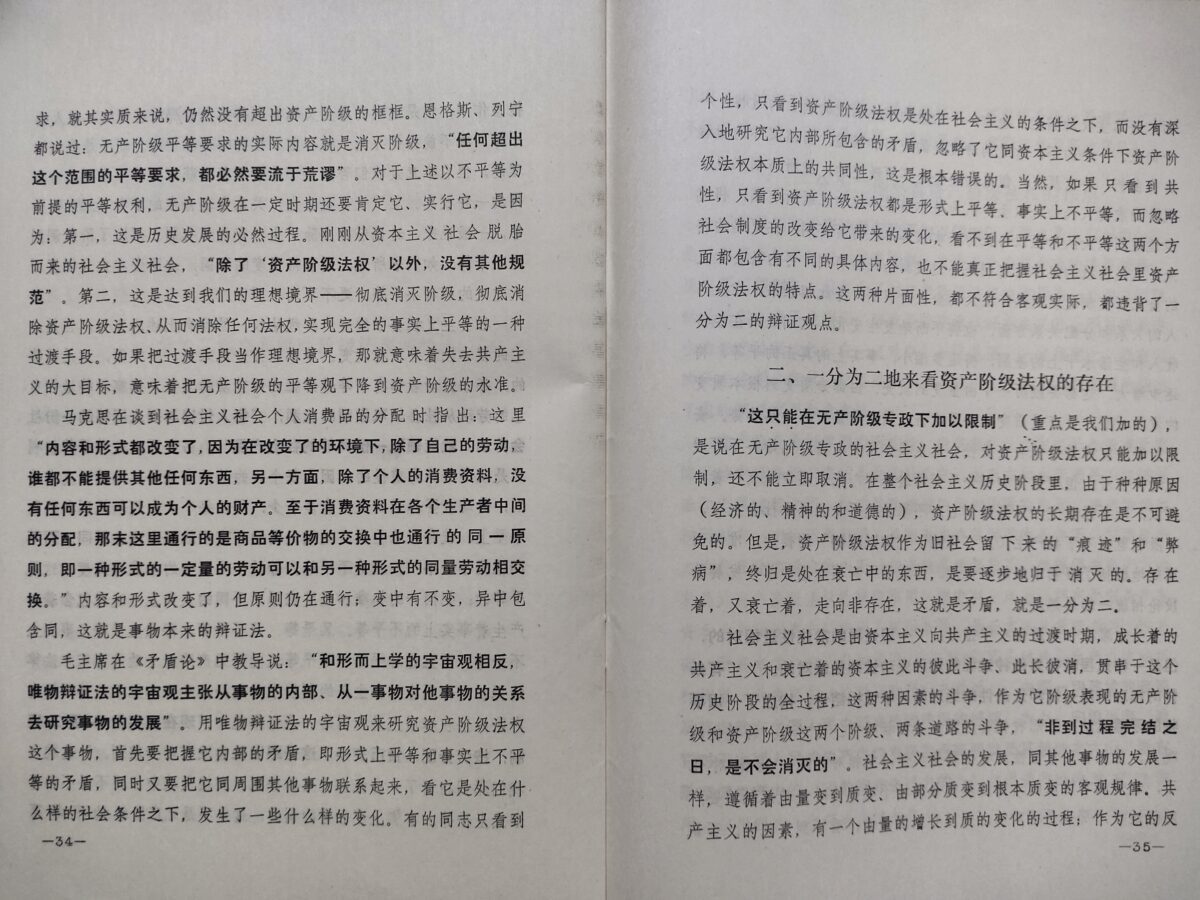 求，就其实质来说，仍然没有超出资产阶级的框框。恩格斯、列宁
都说过：无产阶级平等要求的实际内容就是消灭阶级，“任何超出
这个范围的平等要求，都必然要流于荒谬”。对于上述以不平等为
前提的平等权利，无产阶级在一定时期还要肯定它、实行它，是因
为：第一，这是历史发展的必然过程。刚刚从资本主义社会脱胎
而来的社会主义社会，“除了‘资产阶级法权’以外，没有其他规
范”。第二，这是达到我们的理想境界——彻底消灭阶级，彻底消
除资产阶级法权、从而消除任何法权，实现完全的事实上平等的一种
过渡手段。如果把过渡手段当作理想境界，那就意味着失去共产主
义的大目标，意味着把无产阶级的平等观下降到资产阶级的水准。
马克思在谈到社会主义社会个人消费品的分配时指出：这里
“内容和形式都改变了，因为在改变了的环境下，除了自己的劳动，
谁都不能提供其他任何东西，另一方面，除了个人的消费资料，没
有任何东西可以成为个人的财产。至于消费资料在各个生产者中间
的分配，那末这里通行的是商品等价物的交换中也通行的同一原
则，即一种形式的一定量的劳动可以和另一种形式的同量劳动相交
换。”内容和形式改变了，但原则仍在通行；变中有不变，异中包
含同，这就是事物本来的辩证法。
毛主席在《矛盾论》中教导说：“和形而上学的宇宙观相反，
唯物辩证法的宇宙观主张从事物的内部、从一事物对他事物的关系
去研究事物的发展”。用唯物辩证法的宇宙观来研究资产阶级法权
这个事物，首先要把握它内部的矛盾，即形式上平等和事实上不平
等的矛盾，同时又要把它同周围其他事物联系起来，看它是处在什
么样的社会条件之下，发生了一些什么样的变化。有的同志只看到
—34—
个性，只看到资产阶级法权是处在社会主义的条件之下，而没有深
入地研究它内部所包含的矛盾，忽略了它同资本主义条件下资产阶
级法权本质上的共同性，这是根本错误的。当然，如果只看到共
性，只看到资产阶级法权都是形式上平等、事实上不平等，而忽略
社会制度的改变给它带来的变化，看不到在平等和不平等这两个方
面都包含有不同的具体内容，也不能真正把握社会主义社会里资产
阶级法权的特点。这两种片面性，都不符合客观实际，都违背了一
分为二的辩证观点。
二、一分为二地来看资产阶级法权的存在
“这只能在无产阶级专政下加以限制”（重点是我们加的），
是说在无产阶级专政的社会主义社会，对资产阶级法权只能加以限
制，还不能立即取消。在整个社会主义历史阶段里，由于种种原因
（经济的、精神的和道德的），资产阶级法权的长期存在是不可避
免的。但是，资产阶级法权作为旧社会留下来的“痕迹”和“弊
病”，终归是处在衰亡中的东西，是要逐步地归于消灭的。存在
着，又衰亡着，走向非存在，这就是矛盾，就是一分为二。
社会主义社会是由资本主义向共产主义的过渡时期，成长着的
共产主义和衰亡着的资本主义的彼此斗争、此长彼消，贯串于这个
历史阶段的全过程，这两种因素的斗争，作为它阶级表现的无产阶
级和资产阶级这两个阶级、两条道路的斗争，“非到过程完结之
日，是不会消灭的”。社会主义社会的发展，同其他事物的发展一
样，遵循着由量变到质变、由部分质变到根本质变的客观规律。共
产主义的因素，有一个由量的增长到质的变化的过程；作为它的反
—35—